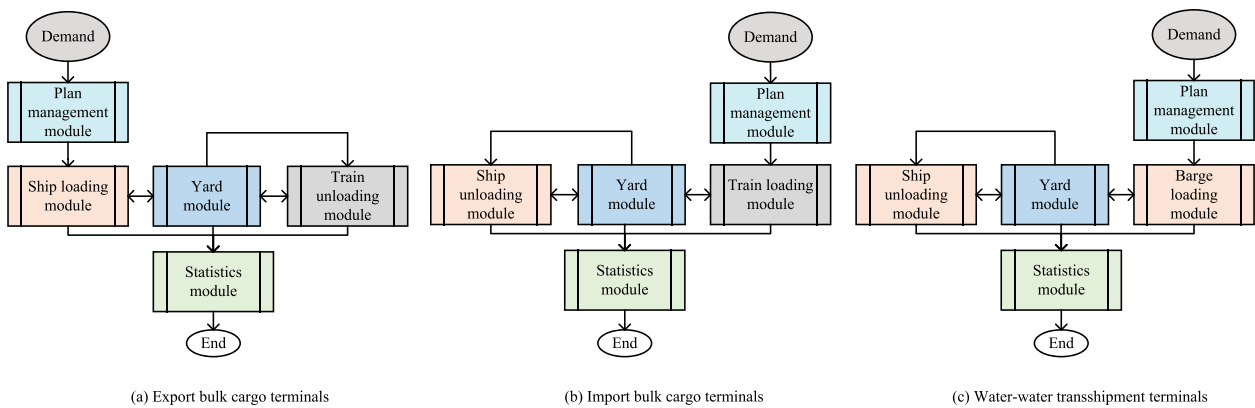 Demand
Plan
management
module
Ship loading
module
Yard
module
Train
unloading
module
Statistics
module
End
(a) Export bulk cargo terminals
Demand
Plan
management
module
Ship
unloading
module
Yard
module
Train loading
module
Statistics
module
End
(b) Import bulk cargo terminals
Demand
Plan
management
module
Ship
unloading
module
Yard
module
Barge
loading
module
Statistics
module
End
(c) Water-water transshipment terminals